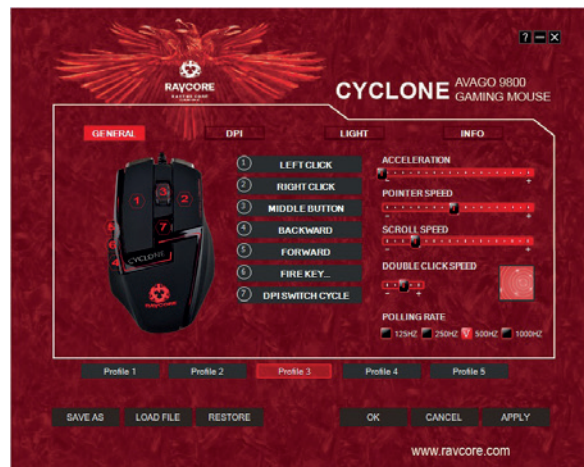 ? — X
RAVCORE
CYCLONE AVAGO 9800 GAMING MOUSE
GENERAL DPI LIGHT INFO
1 LEFT CLICK
2 RIGHT CLICK
3 MIDDLE BUTTON
4 BACKWARD
5 FORWARD
6 FIRE KEY...
7 DPI SWITCH CYCLE
1 3 2
7
5
6
4
CYCLONE
RAVCORE
ACCELERATION
- +
POINTER SPEED
- +
SCROLL SPEED
- +
DOUBLE CLICK SPEED
- +
POLLING RATE
125HZ 250HZ 500HZ 1000HZ
Profile 1 Profile 2 Profile 3 Profile 4 Profile 5
SAVE AS LOAD FILE RESTORE OK CANCEL APPLY
www.ravcore.com